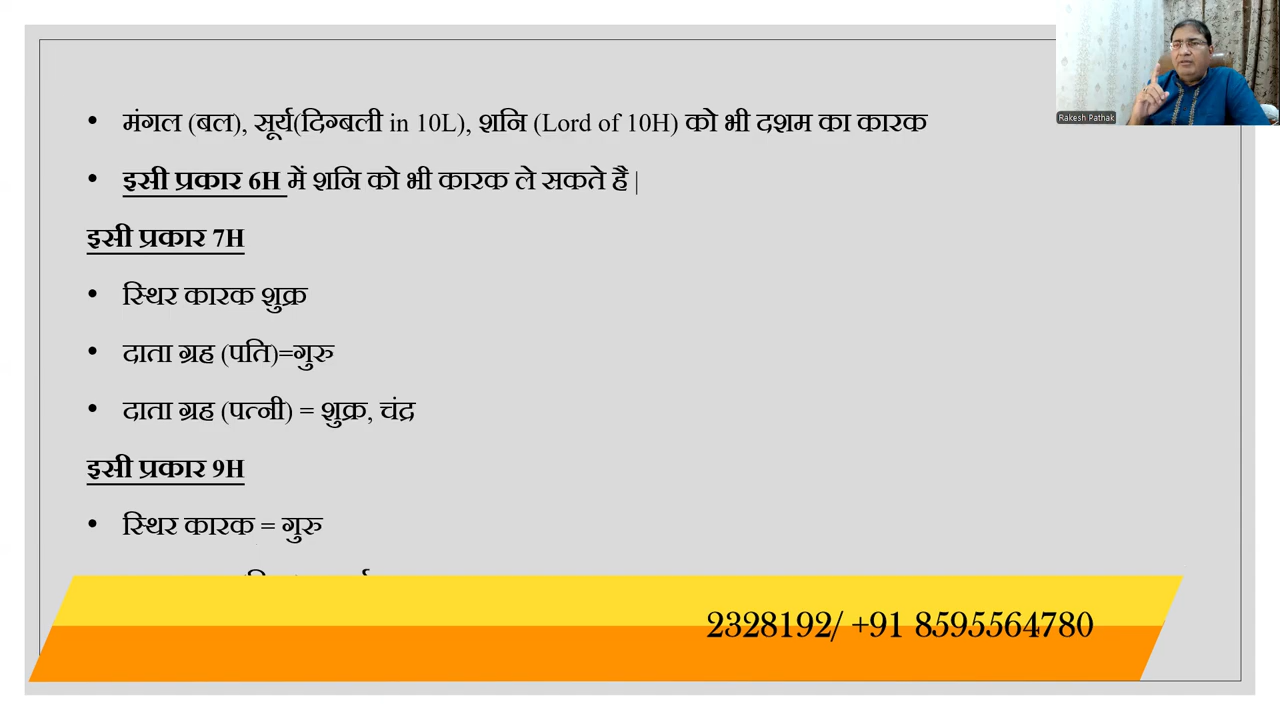 • मंगल (बल), सूर्य(दिग्बली in 10L), शनि (Lord of 10H) को भी दशम का कारक
• इसी प्रकार 6H में शनि को भी कारक ले सकते है |
इसी प्रकार 7H
• स्थिर कारक शुक्र
• दाता ग्रह (पति)=गुरु
• दाता ग्रह (पत्नी) = शुक्र, चंद्र
इसी प्रकार 9H
• स्थिर कारक = गुरु
2328192/ +91 8595564780
Rakesh Pathak